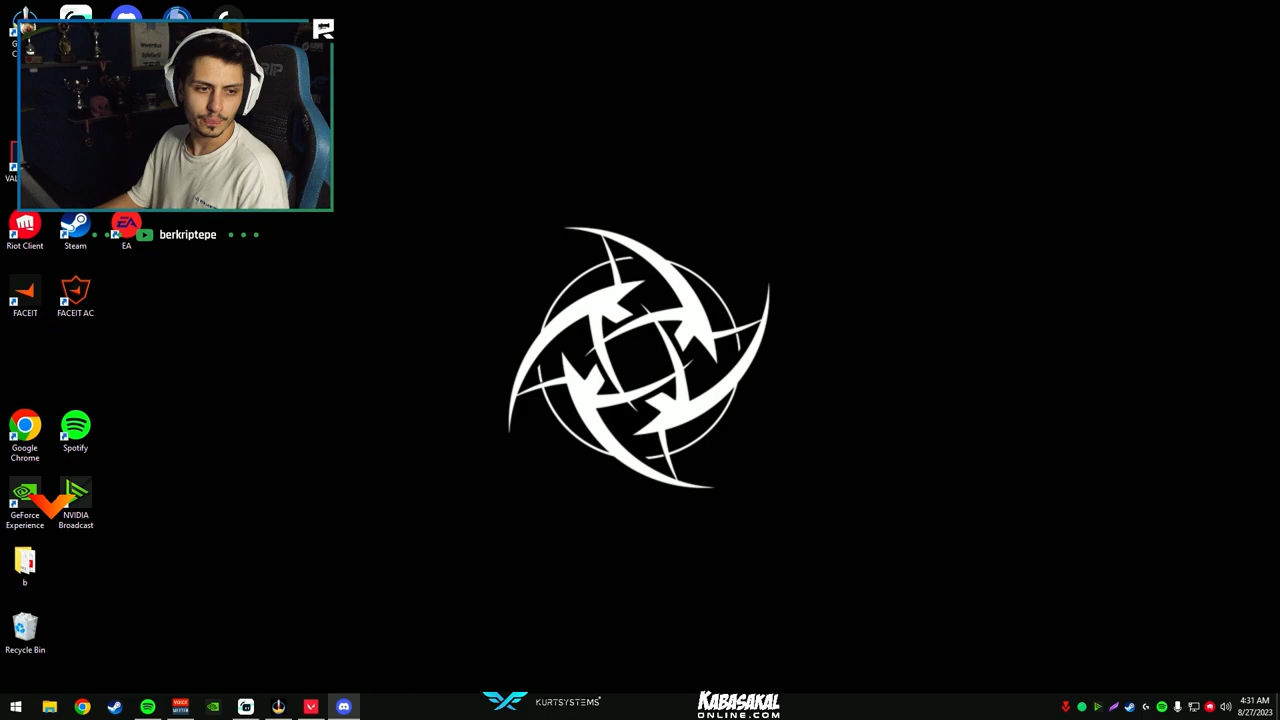 berkriptepe
Riot Client
Steam
EA
FACEIT
FACEIT AC
Google
Chrome
Spotify
GeForce
Experience
NVIDIA
Broadcast
b
Recycle Bin
KURTSYSTEMS
KABASAKAL
ONLINE.COM
4:31 AM
8/27/2023